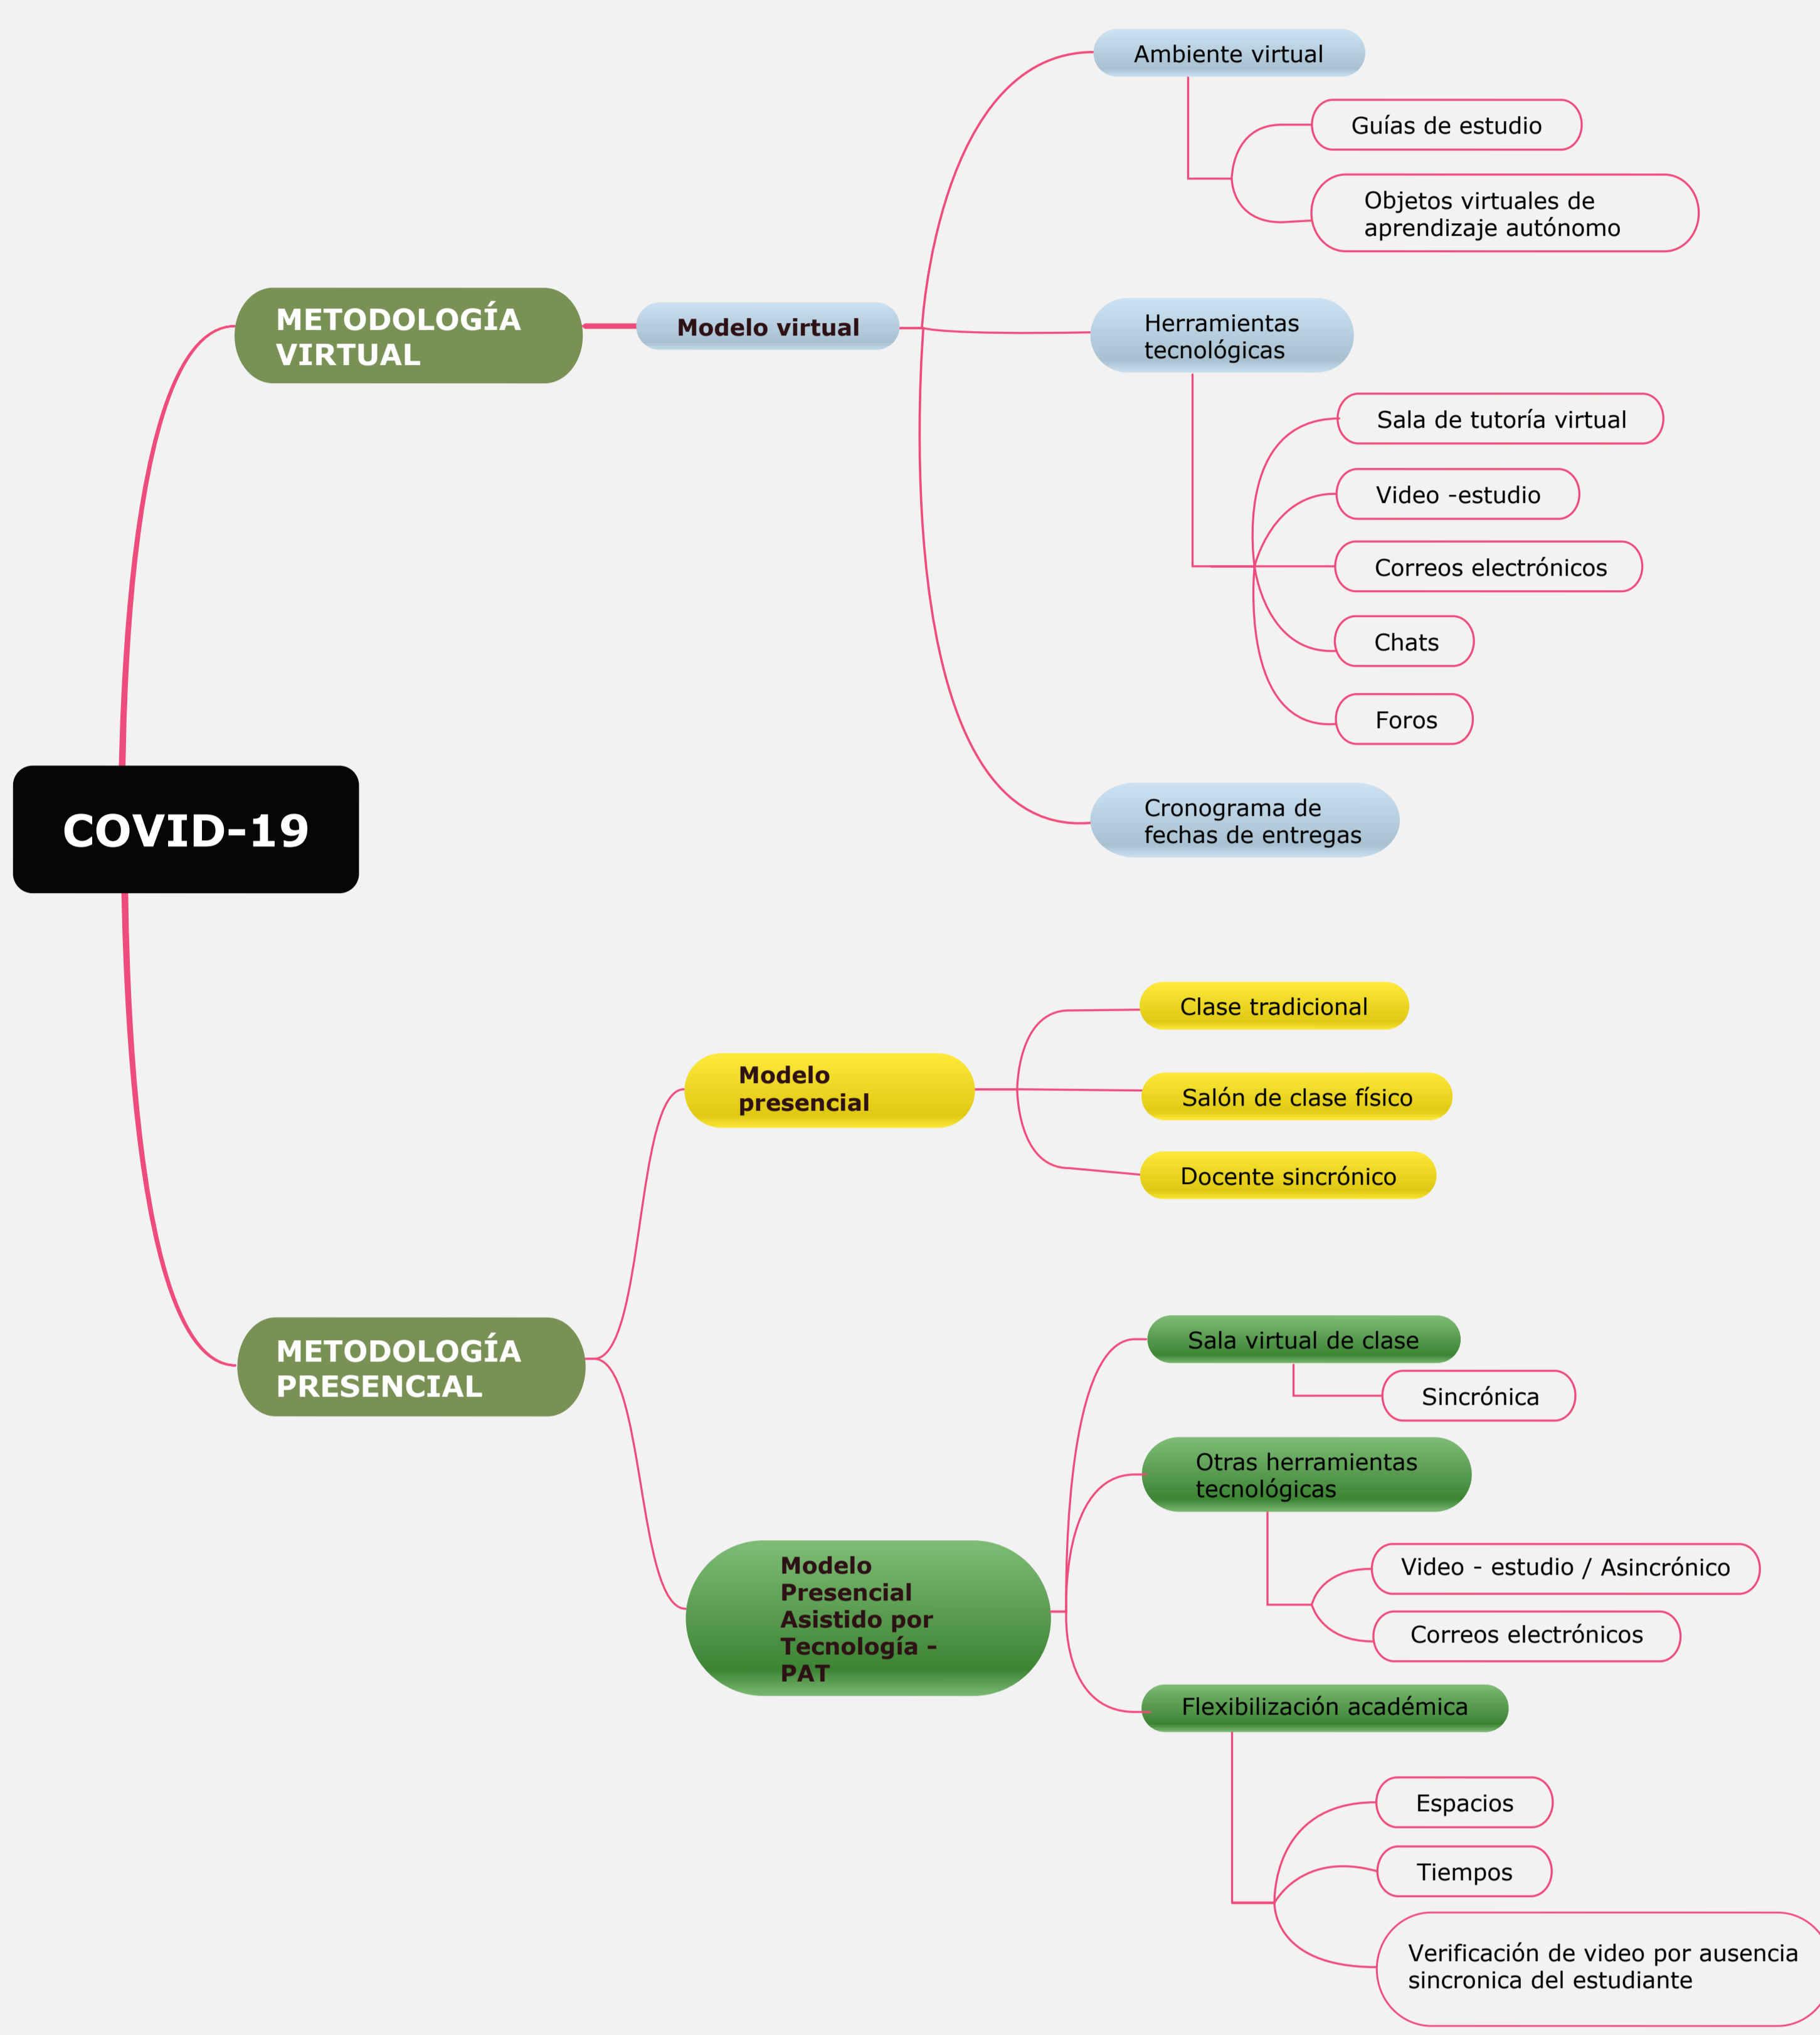 Ambiente virtual
Guías de estudio
Objetos virtuales de
aprendizaje autónomo
METODOLOGÍA
VIRTUAL
Modelo virtual
Herramientas
tecnológicas
Sala de tutoría virtual
Video -estudio
Correos electrónicos
Chats
Foros
Cronograma de
fechas de entregas
COVID-19
Clase tradicional
Modelo
presencial
Salón de clase físico
Docente sincrónico
METODOLOGÍA
PRESENCIAL
Sala virtual de clase
Sincrónica
Otras herramientas
tecnológicas
Modelo
Presencial
Asistido por
Tecnología -
PAT
Video - estudio / Asincrónico
Correos electrónicos
Flexibilización académica
Espacios
Tiempos
Verificación de video por ausencia
sincronica del estudiante